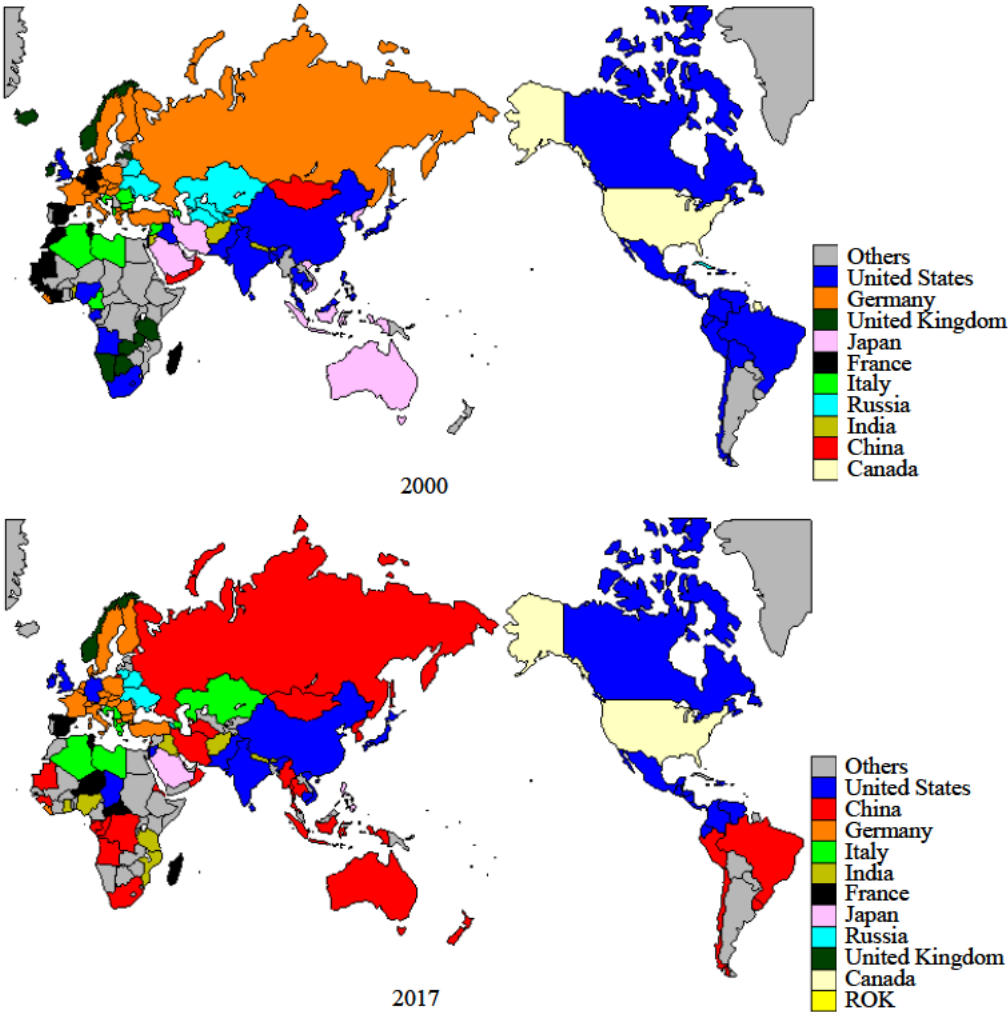 Others
United States
Germany
United Kingdom
Japan
France
Italy
Russia
India
China
Canada
2000
Others
United States
China
Germany
Italy
India
France
Japan
Russia
United Kingdom
Canada
ROK
2017